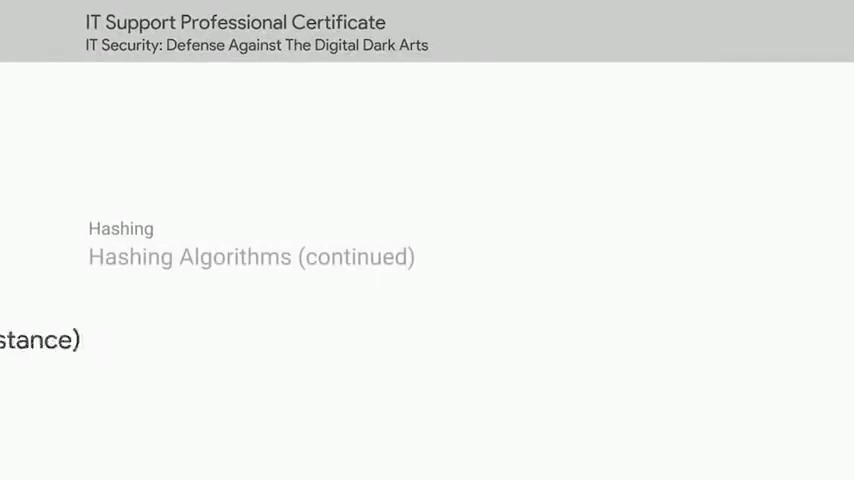 IT Support Professional Certificate
IT Security: Defense Against The Digital Dark Arts
Hashing
Hashing Algorithms (continued)
stance)